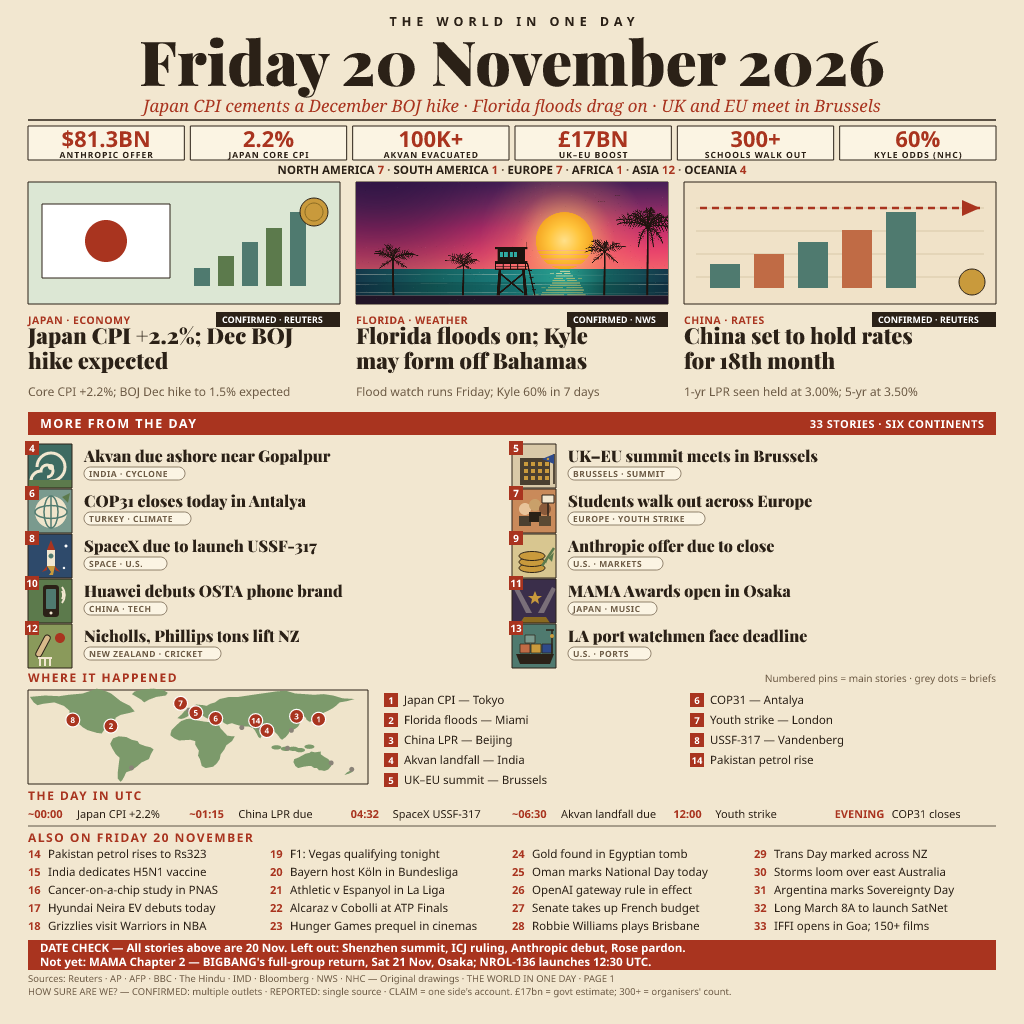 THE WORLD IN ONE DAY
Friday 20 November 2026
Japan CPI cements a December BOJ hike · Florida floods drag on · UK and EU meet in Brussels
$81.3BN
ANTHROPIC OFFER
2.2%
JAPAN CORE CPI
100K+
AKVAN EVACUATED
£17BN
UK–EU BOOST
300+
SCHOOLS WALK OUT
60%
KYLE ODDS (NHC)
NORTH AMERICA 7 · SOUTH AMERICA 1 · EUROPE 7 · AFRICA 1 · ASIA 12 · OCEANIA 4
JAPAN · ECONOMY
CONFIRMED · REUTERS
Japan CPI +2.2%; Dec BOJ
hike expected
Core CPI +2.2%; BOJ Dec hike to 1.5% expected
FLORIDA · WEATHER
CONFIRMED · NWS
Florida floods on; Kyle
may form off Bahamas
Flood watch runs Friday; Kyle 60% in 7 days
CHINA · RATES
CONFIRMED · REUTERS
China set to hold rates
for 18th month
1-yr LPR seen held at 3.00%; 5-yr at 3.50%
MORE FROM THE DAY
33 STORIES · SIX CONTINENTS
4
Akvan due ashore near Gopalpur
INDIA · CYCLONE
5
UK–EU summit meets in Brussels
BRUSSELS · SUMMIT
6
COP31 closes today in Antalya
TURKEY · CLIMATE
7
Students walk out across Europe
EUROPE · YOUTH STRIKE
8
SpaceX due to launch USSF-317
SPACE · U.S.
9
Anthropic offer due to close
U.S. · MARKETS
10
Huawei debuts OSTA phone brand
CHINA · TECH
11
MAMA Awards open in Osaka
JAPAN · MUSIC
12
Nicholls, Phillips tons lift NZ
NEW ZEALAND · CRICKET
13
LA port watchmen face deadline
U.S. · PORTS
WHERE IT HAPPENED
Numbered pins = main stories · grey dots = briefs
8
2
7
5
6
14
4
3
1
1 Japan CPI — Tokyo
2 Florida floods — Miami
3 China LPR — Beijing
4 Akvan landfall — India
5 UK–EU summit — Brussels
6 COP31 — Antalya
7 Youth strike — London
8 USSF-317 — Vandenberg
14 Pakistan petrol rise
THE DAY IN UTC
~00:00 Japan CPI +2.2%
~01:15 China LPR due
04:32 SpaceX USSF-317
~06:30 Akvan landfall due
12:00 Youth strike
EVENING COP31 closes
ALSO ON FRIDAY 20 NOVEMBER
14 Pakistan petrol rises to Rs323
15 India dedicates H5N1 vaccine
16 Cancer-on-a-chip study in PNAS
17 Hyundai Neira EV debuts today
18 Grizzlies visit Warriors in NBA
19 F1: Vegas qualifying tonight
20 Bayern host Köln in Bundesliga
21 Athletic v Espanyol in La Liga
22 Alcaraz v Cobolli at ATP Finals
23 Hunger Games prequel in cinemas
24 Gold found in Egyptian tomb
25 Oman marks National Day today
26 OpenAI gateway rule in effect
27 Senate takes up French budget
28 Robbie Williams plays Brisbane
29 Trans Day marked across NZ
30 Storms loom over east Australia
31 Argentina marks Sovereignty Day
32 Long March 8A to launch SatNet
33 IFFI opens in Goa; 150+ films
DATE CHECK — All stories above are 20 Nov. Left out: Shenzhen summit, ICJ ruling, Anthropic debut, Rose pardon.
Not yet: MAMA Chapter 2 — BIGBANG's full-group return, Sat 21 Nov, Osaka; NROL-136 launches 12:30 UTC.
Sources: Reuters · AP · AFP · BBC · The Hindu · IMD · Bloomberg · NWS · NHC — Original drawings · THE WORLD IN ONE DAY · PAGE 1
HOW SURE ARE WE? — CONFIRMED: multiple outlets · REPORTED: single source · CLAIM = one side's account. £17bn = govt estimate; 300+ = organisers' count.